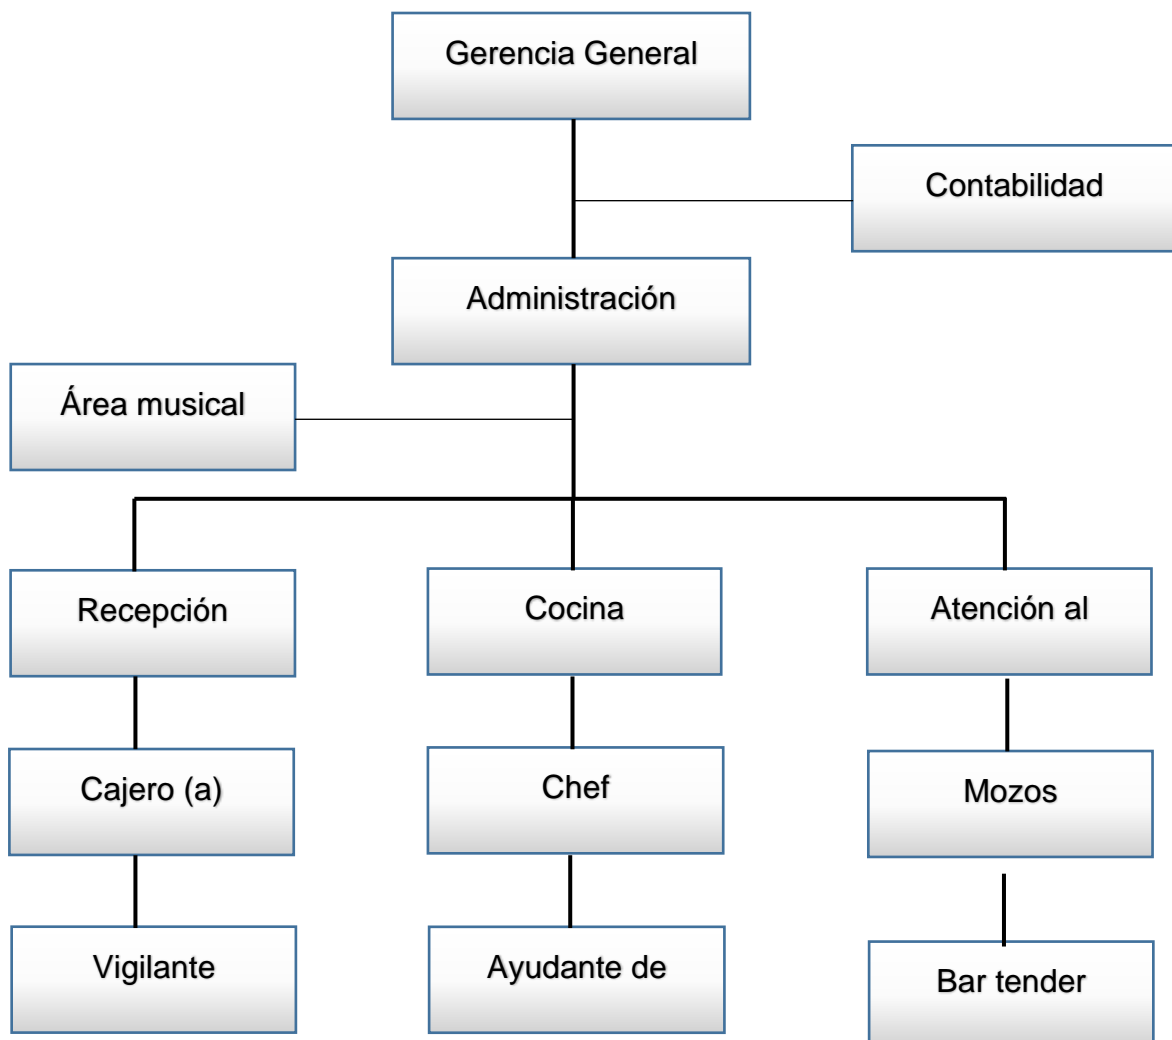 Gerencia General
Contabilidad
Administración
Área musical
Recepción
Cocina
Atención al
Cajero (a)
Chef
Mozos
Vigilante
Ayudante de
Bar tender